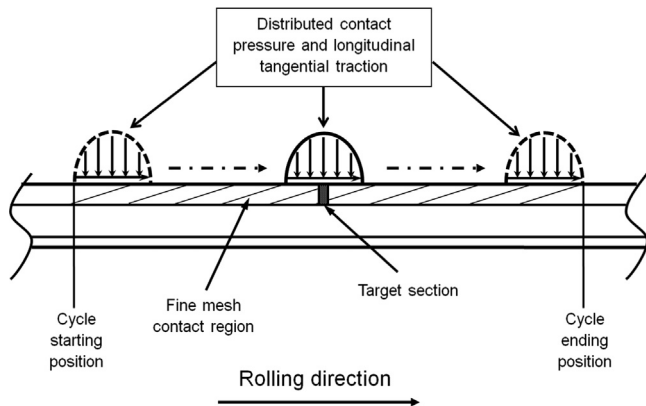 Distributed contact
pressure and longitudinal
tangential traction
Target section
Fine mesh
contact region
Cycle
starting
position
Cycle
ending
position
Rolling direction